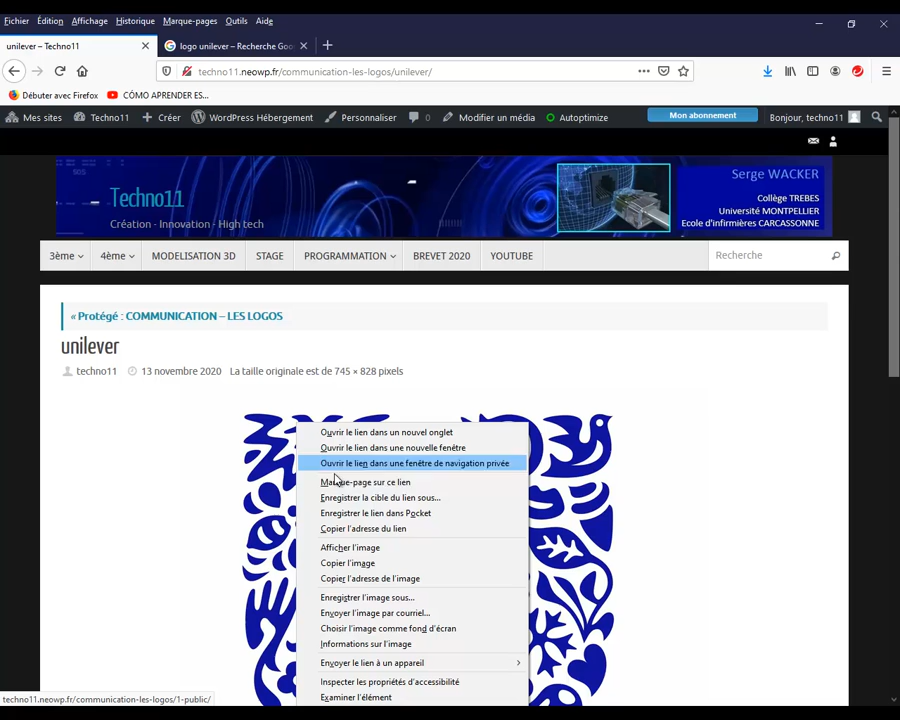 Fichier Édition Affichage Historique Marque-pages Outils Aide
unilever – Techno11
logo unilever – Recherche Goo
techno11.neowp.fr/communication-les-logos/unilever/
Débuter avec Firefox
CÓMO APRENDER ES...
Mes sites
Techno11
Créer
WordPress Hébergement
Personnaliser
0
Modifier un média
Autoptimize
Mon abonnement
Bonjour, techno11
Techno11
Création - Innovation - High tech
Serge WACKER
Collège TREBES
Université MONTPELLIER
Ecole d'infirmières CARCASSONNE
3ème 4ème MODELISATION 3D STAGE PROGRAMMATION BREVET 2020 YOUTUBE
Recherche
« Protégé : COMMUNICATION – LES LOGOS
unilever
techno11 13 novembre 2020 La taille originale est de 745 × 828 pixels
Ouvrir le lien dans un nouvel onglet
Ouvrir le lien dans une nouvelle fenêtre
Ouvrir le lien dans une fenêtre de navigation privée
Marque-page sur ce lien
Enregistrer la cible du lien sous...
Enregistrer le lien dans Pocket
Copier l'adresse du lien
Afficher l'image
Copier l'image
Copier l'adresse de l'image
Enregistrer l'image sous...
Envoyer l'image par courriel...
Choisir l'image comme fond d'écran
Informations sur l'image
Envoyer le lien à un appareil
Inspecter les propriétés d'accessibilité
Examiner l'élément
techno11.neowp.fr/communication-les-logos/1-public/